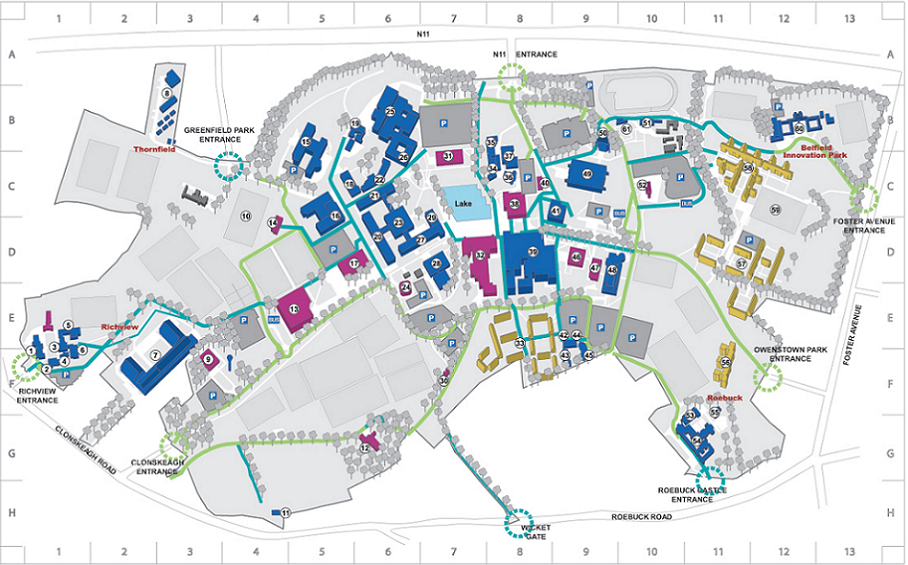 1 2 3 4 5 6 7 8 9 10 11 12 13
N11
A A
N11 ENTRANCE
P
8
B B
P
P
P
25
19
GREENFIELD PARK
ENTRANCE
15
26
35
37
50
61
51
60
Thornfield
31
34
36
P
Belfield
Innovation Park
P
18
22
40
49
52
P
58
C C
21
Lake
38
10
16
23
29
41
P
BUS
BUS
59
14
FOSTER AVENUE
ENTRANCE
20
27
P
P
57
D D
17
28
32
39
46
47
48
24
P
13
E E
Richview
P
BUS
P
P
P
5
1
3
6
7
42
44
33
P
OWENSTOWN PARK
ENTRANCE
4
9
43
45
2
P
56
FOSTER AVENUE
F F
RICHVIEW
ENTRANCE
P
30
Roebuck
53
55
CLONSKEAGH ROAD
54
G G
12
CLONSKEAGH
ENTRANCE
ROEBUCK CASTLE
ENTRANCE
11
H H
WICKET
GATE
ROEBUCK ROAD
1 2 3 4 5 6 7 8 9 10 11 12 13